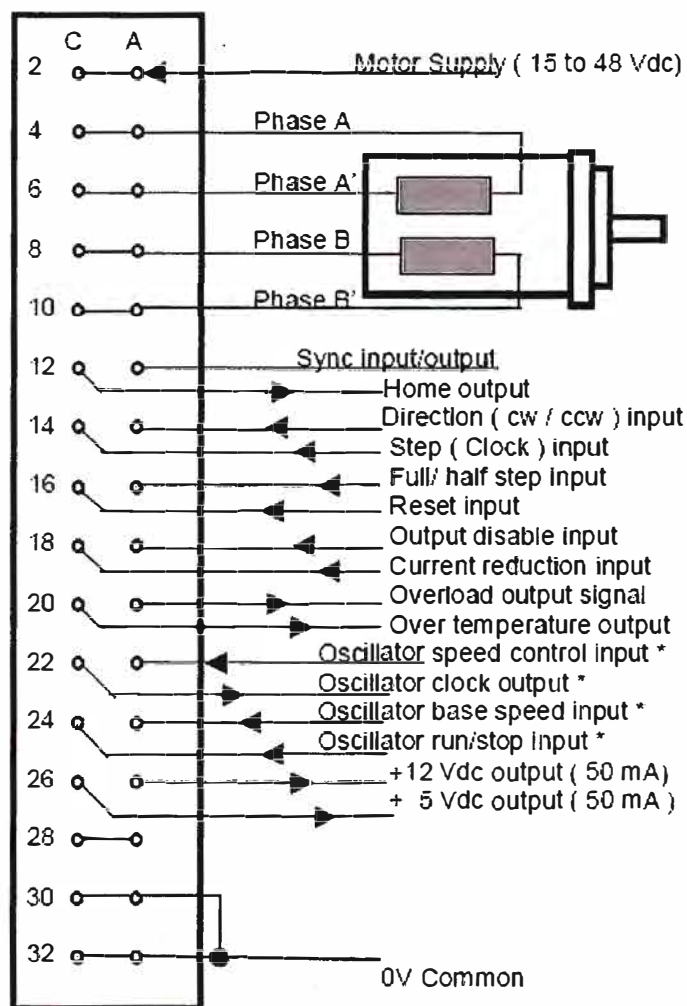 C A
2 Motor Supply ( 15 to 48 Vdc)
4 Phase A
6 Phase A'
8 Phase B
10 Phase B'
12 Sync input/output
Home output
14 Direction ( cw / ccw ) input
Step ( Clock ) input
16 Full/ half step input
Reset input
18 Output disable input
Current reduction input
20 Overload output signal
Over temperature output
22 Oscillator speed control input *
Oscillator clock output *
24 Oscillator base speed input *
Oscillator run/stop input *
26 +12 Vdc output ( 50 mA)
+ 5 Vdc output ( 50 mA )
28
30
32 0V Common